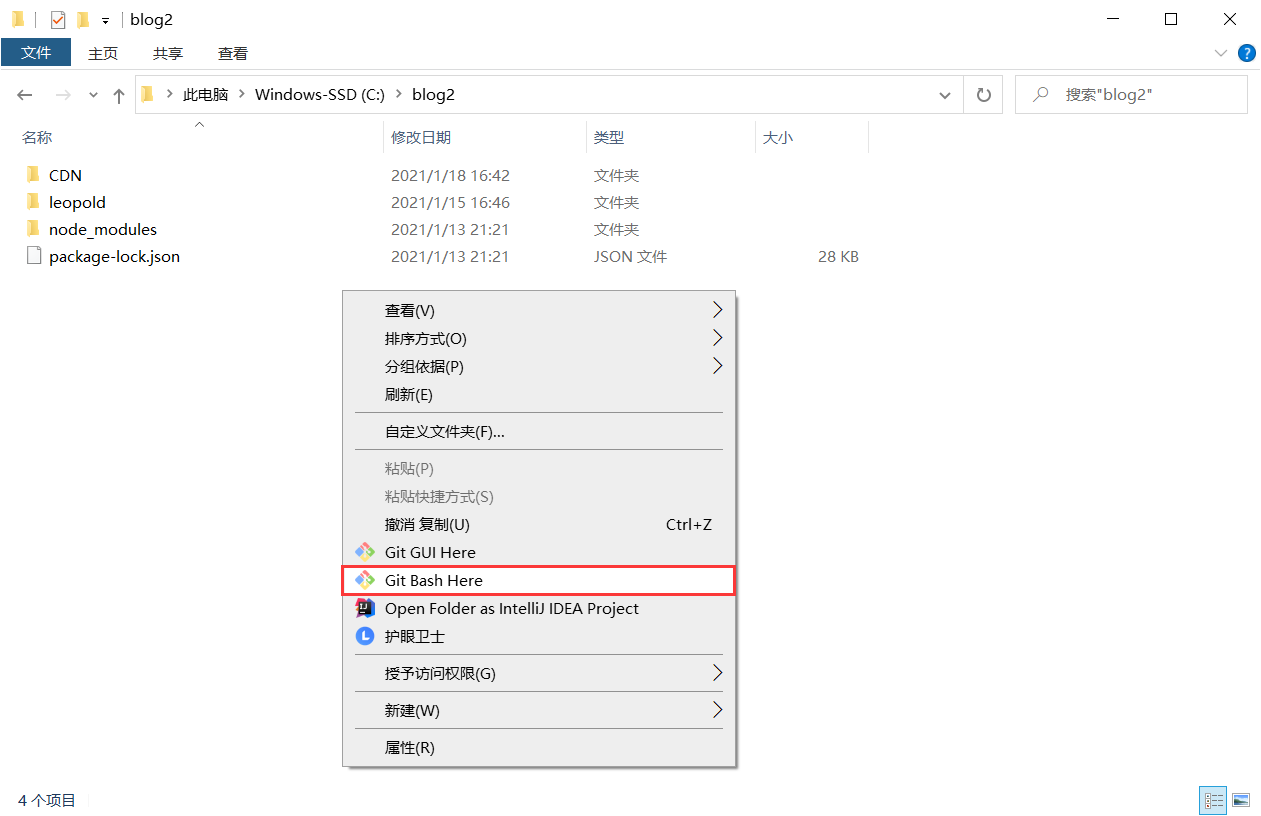 blog2
文件 主页 共享 查看
此电脑 Windows-SSD (C:) blog2 搜索"blog2"
名称 修改日期 类型 大小
CDN 2021/1/18 16:42 文件夹
leopold 2021/1/15 16:46 文件夹
node_modules 2021/1/13 21:21 文件夹
package-lock.json 2021/1/13 21:21 JSON 文件 28 KB
查看(V)
排序方式(O)
分组依据(P)
刷新(E)
自定义文件夹(F)...
粘贴(P)
粘贴快捷方式(S)
撤消 复制(U) Ctrl+Z
Git GUI Here
Git Bash Here
Open Folder as IntelliJ IDEA Project
护眼卫士
授予访问权限(G)
新建(W)
属性(R)
4 个项目